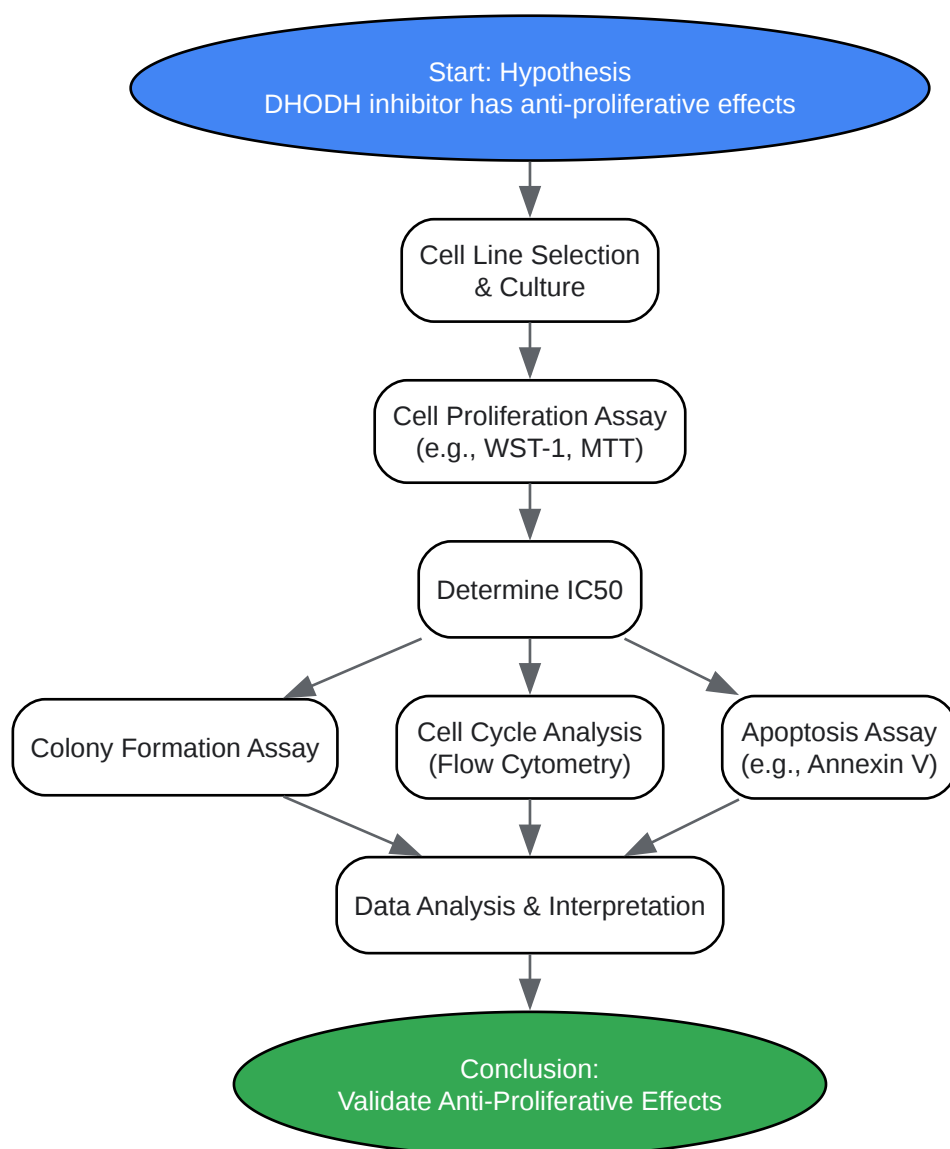 Start: Hypothesis
DHODH inhibitor has anti-proliferative effects
Cell Line Selection
& Culture
Cell Proliferation Assay
(e.g., WST-1, MTT)
Determine IC50
Colony Formation Assay
Cell Cycle Analysis
(Flow Cytometry)
Apoptosis Assay
(e.g., Annexin V)
Data Analysis & Interpretation
Conclusion:
Validate Anti-Proliferative Effects